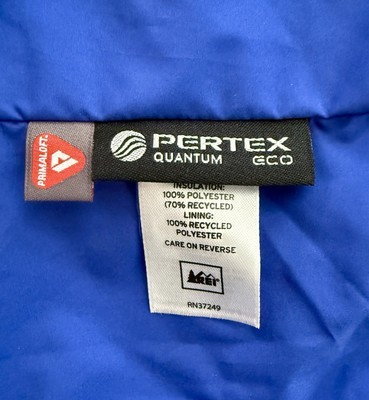 PRIMALOFT
PERTEX
QUANTUM ECO
INSULATION:
100% POLYESTER
(70% RECYCLED)
LINING:
100% RECYCLED
POLYESTER
CARE ON REVERSE
REI
RN37249